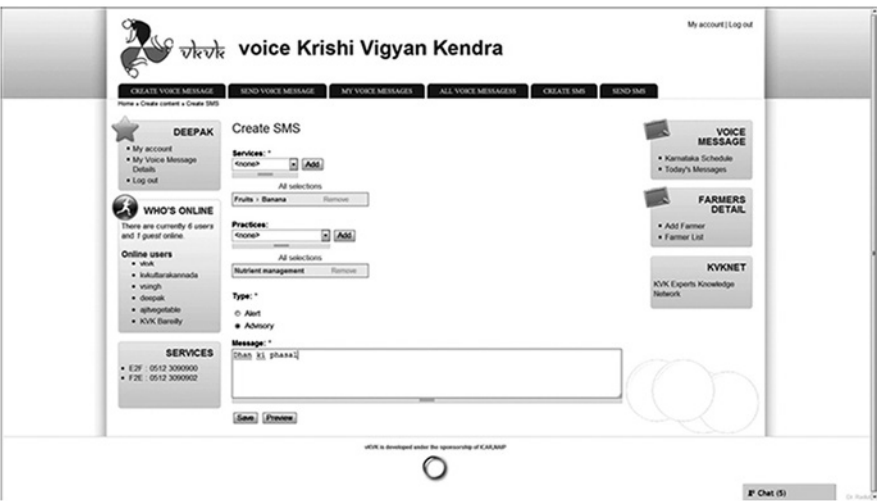 My account | Log out
vkvk voice Krishi Vigyan Kendra
CREATE VOICE MESSAGE SEND VOICE MESSAGE MY VOICE MESSAGES ALL VOICE MESSAGESS CREATE SMS SEND SMS
Home » Create content » Create SMS
DEEPAK
My account
My Voice Message
Details
Log out
WHO'S ONLINE
There are currently 6 users
and 1 guest online.
Online users
vkvk
kvkuttarakannada
vsingh
deepak
ajitvegetable
KVK Bareilly
SERVICES
E2F : 0512 3090900
F2E : 0512 3090902
Create SMS
Services: *
<none> Add
All selections
Fruits › Banana Remove
Practices:
<none> Add
All selections
Nutrient management Remove
Type: *
Alert
Advisory
Message: *
Dhan ki phasal
Save Preview
VOICE
MESSAGE
Karnataka Schedule
Today's Messages
FARMERS
DETAIL
Add Farmer
Farmer List
KVKNET
KVK Experts Knowledge
Network
vKVK is developed under the sponsership of ICAR,NAIP
Chat (5)